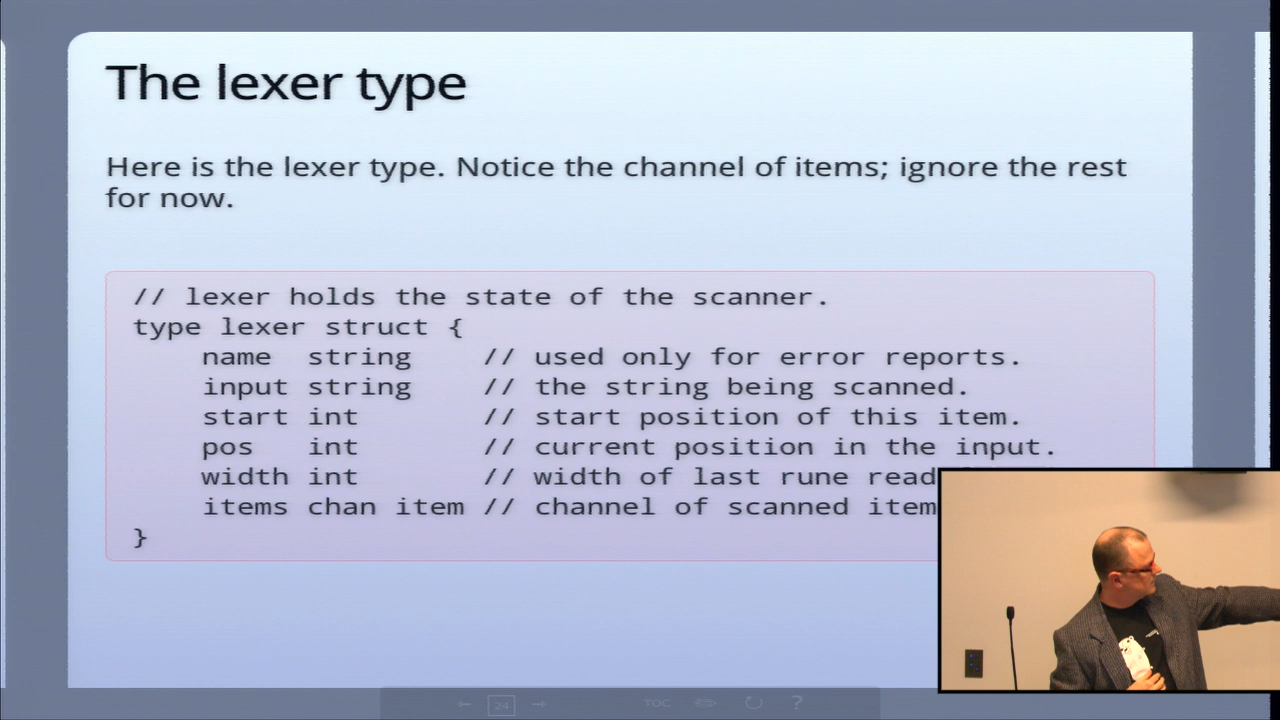 The lexer type
Here is the lexer type. Notice the channel of items; ignore the rest
for now.
// lexer holds the state of the scanner.
type lexer struct {
    name  string    // used only for error reports.
    input string    // the string being scanned.
    start int       // start position of this item.
    pos   int       // current position in the input.
    width int       // width of last rune read
    items chan item // channel of scanned item
}
24 TOC ?